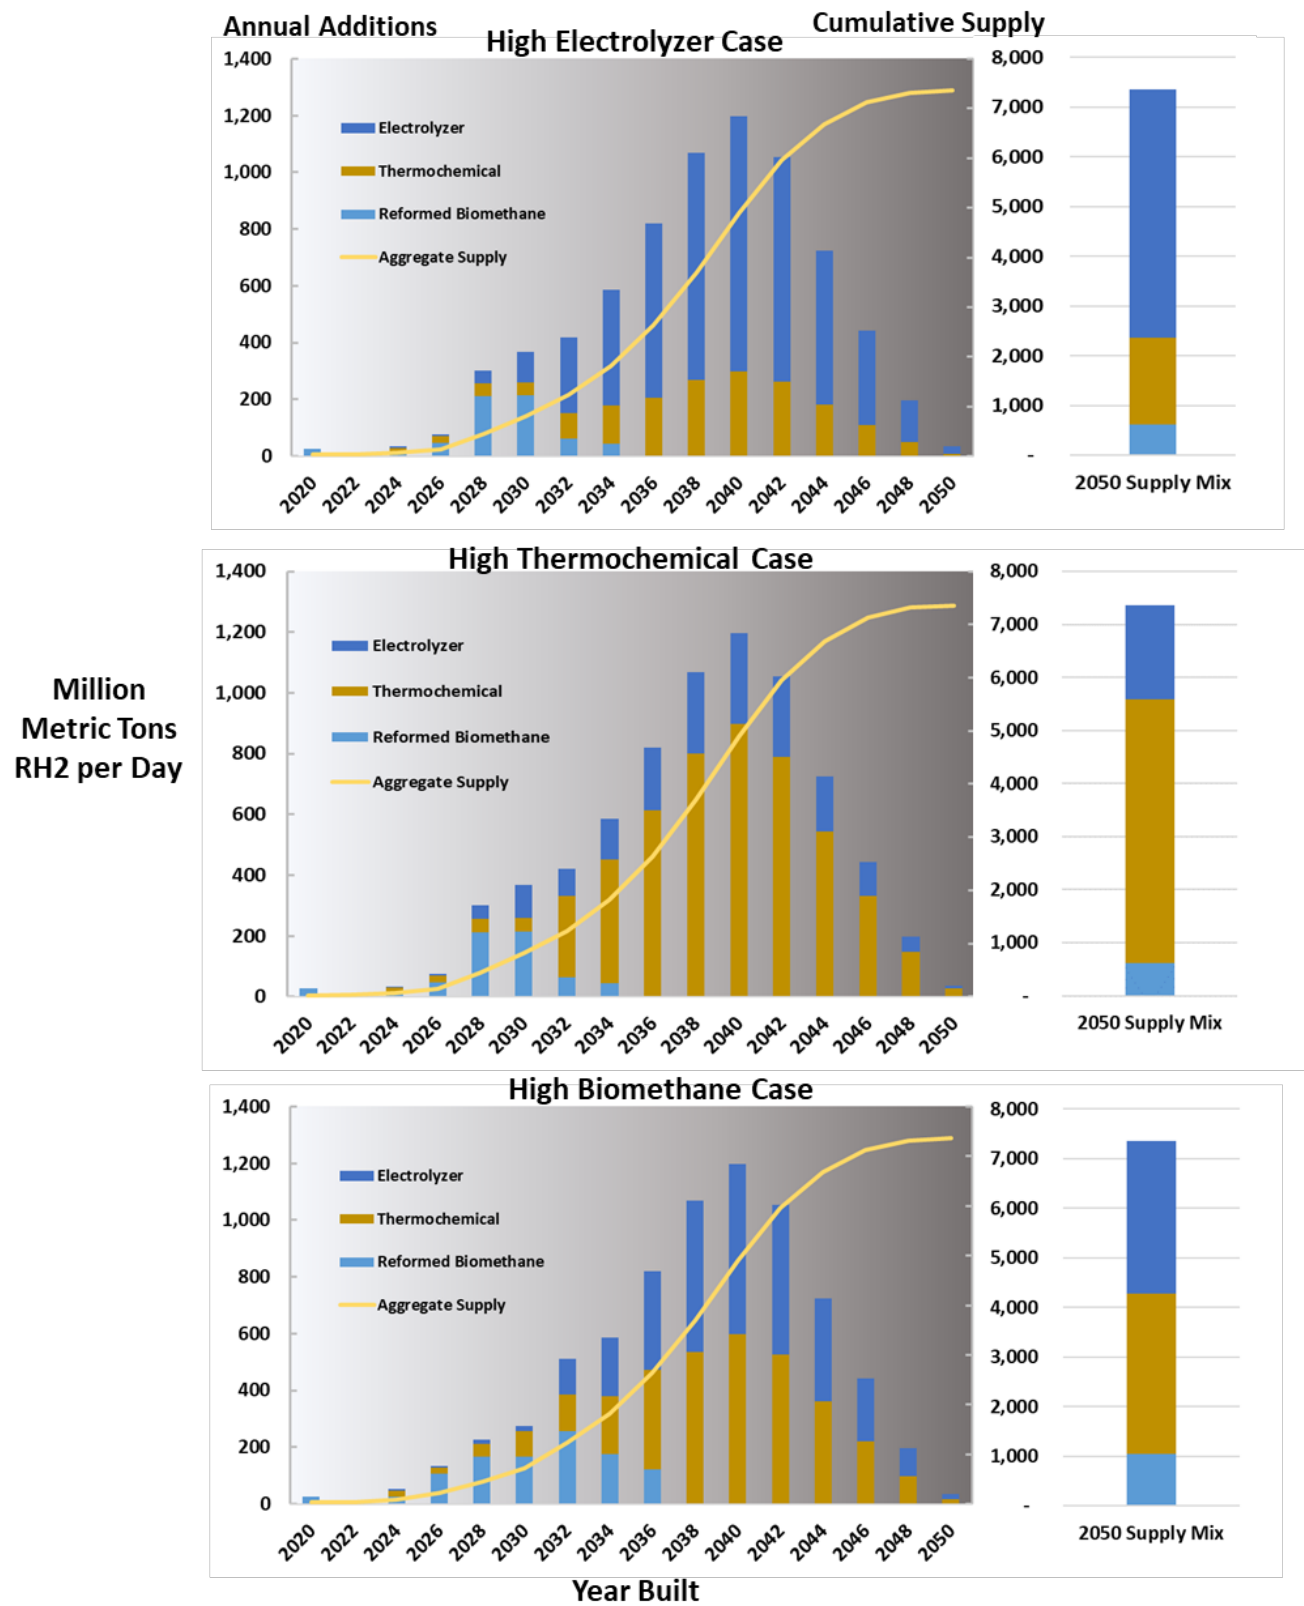 Annual Additions
Cumulative Supply
High Electrolyzer Case
1,400
1,200
1,000
800
600
400
200
0
Electrolyzer
Thermochemical
Reformed Biomethane
Aggregate Supply
2020 2022 2024 2026 2028 2030 2032 2034 2036 2038 2040 2042 2044 2046 2048 2050
8,000
7,000
6,000
5,000
4,000
3,000
2,000
1,000
-
2050 Supply Mix
Million
Metric Tons
RH2 per Day
High Thermochemical Case
1,400
1,200
1,000
800
600
400
200
0
Electrolyzer
Thermochemical
Reformed Biomethane
Aggregate Supply
2020 2022 2024 2026 2028 2030 2032 2034 2036 2038 2040 2042 2044 2046 2048 2050
8,000
7,000
6,000
5,000
4,000
3,000
2,000
1,000
-
2050 Supply Mix
High Biomethane Case
1,400
1,200
1,000
800
600
400
200
0
Electrolyzer
Thermochemical
Reformed Biomethane
Aggregate Supply
2020 2022 2024 2026 2028 2030 2032 2034 2036 2038 2040 2042 2044 2046 2048 2050
8,000
7,000
6,000
5,000
4,000
3,000
2,000
1,000
-
2050 Supply Mix
Year Built